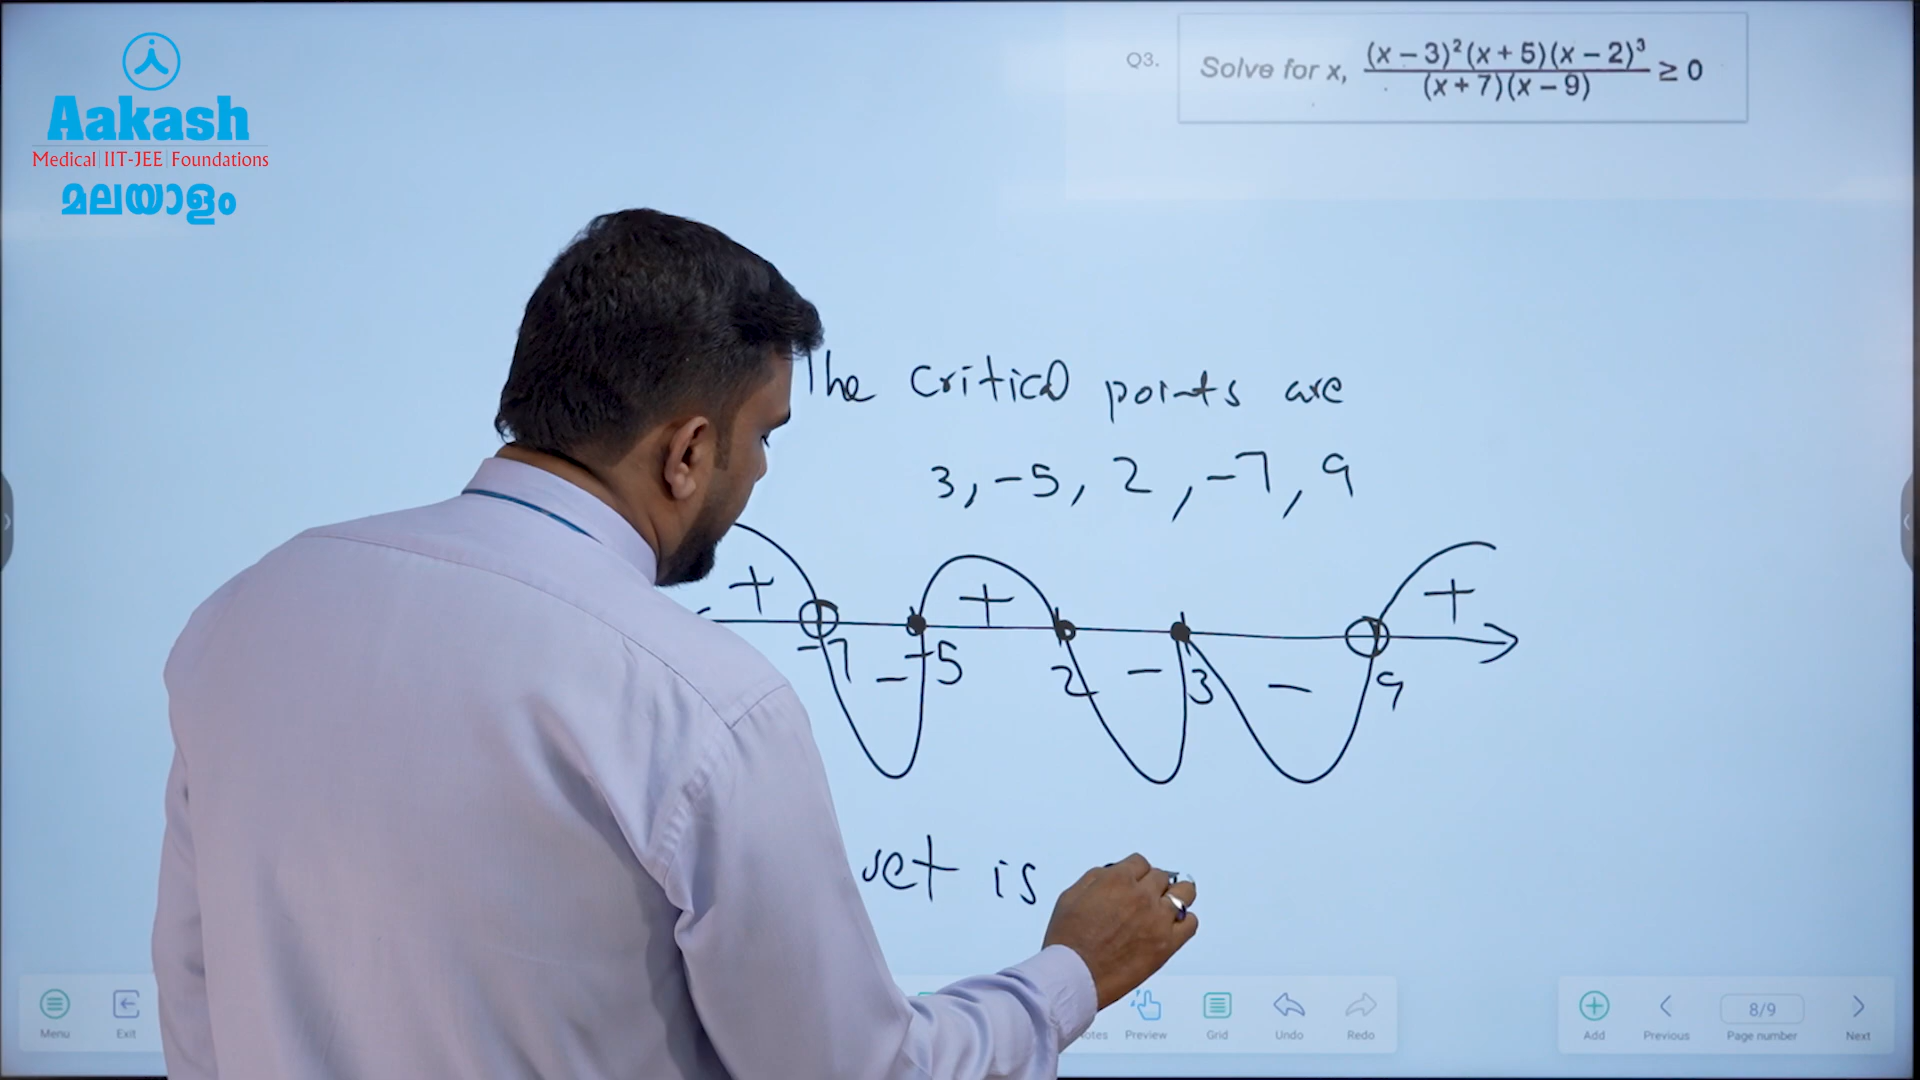 Aakash
Medical | IIT-JEE | Foundations
മലയാളം
Q3. Solve for x, (x – 3)²(x + 5)(x – 2)³ / (x + 7)(x – 9) ≥ 0
The critical points are
3, -5, 2, -7, 9
+ + +
-7 -5 2 3 9
- - -
set is
Menu Exit Preview Grid Undo Redo Add Previous 8/9 Page number Next